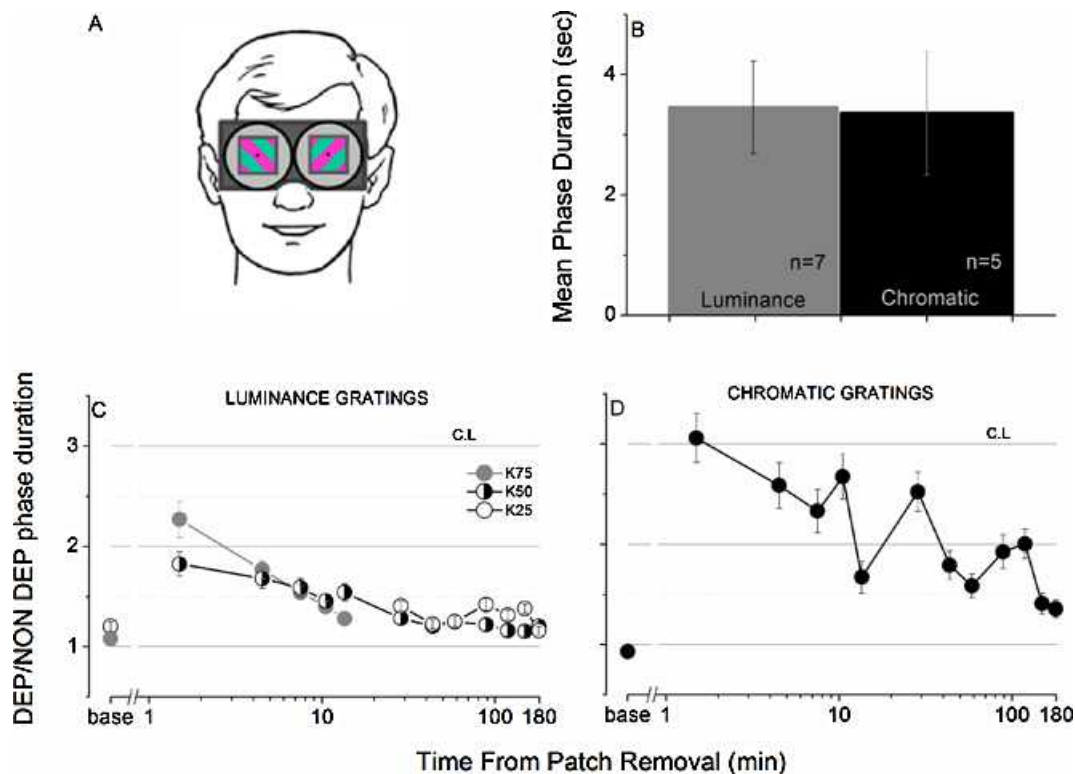 A
B
Mean Phase Duration (sec)
4
2
0
n=7
n=5
Luminance
Chromatic
C
LUMINANCE GRATINGS
C.L
K75
K50
K25
DEP/NON DEP phase duration
3
2
1
base
1
10
100
180
D
CHROMATIC GRATINGS
C.L
base
1
10
100
180
Time From Patch Removal (min)